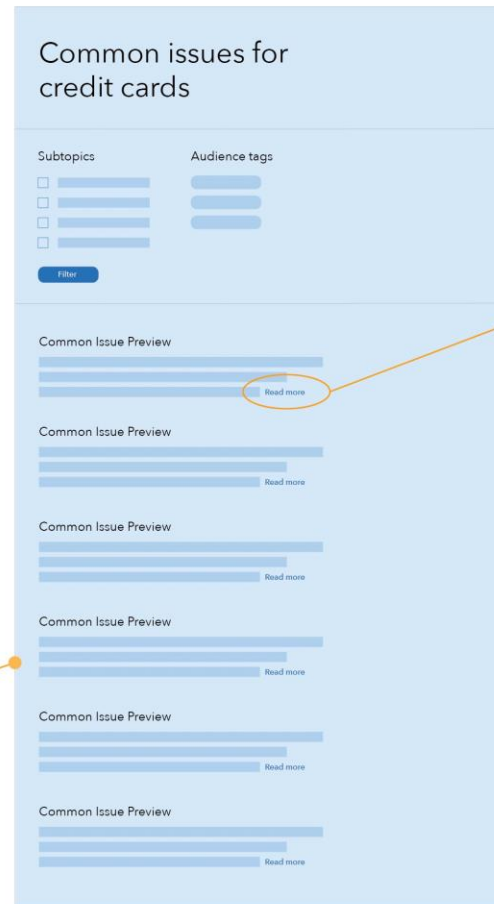 Common issues for
credit cards
Subtopics
Audience tags
Filter
Common Issue Preview
Read more
Common Issue Preview
Read more
Common Issue Preview
Read more
Common Issue Preview
Read more
Common Issue Preview
Read more
Common Issue Preview
Read more